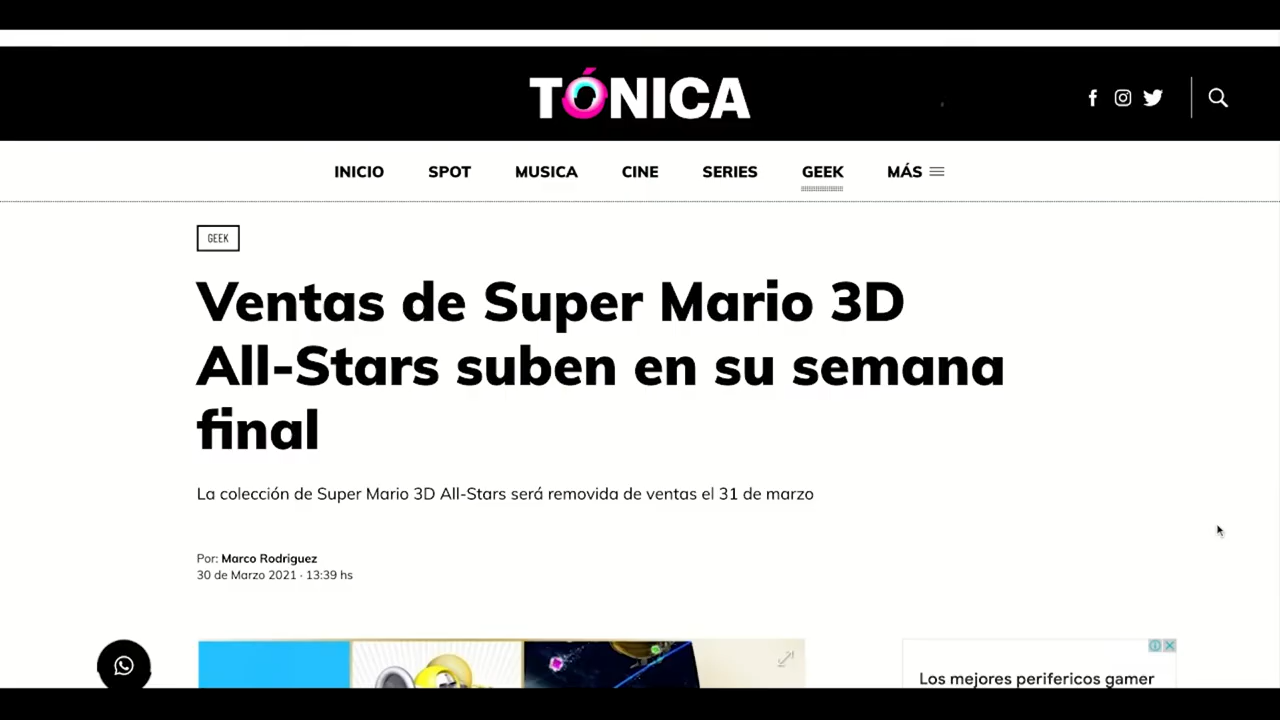 TÓNICA
INICIO SPOT MUSICA CINE SERIES GEEK MÁS
GEEK
Ventas de Super Mario 3D
All-Stars suben en su semana
final
La colección de Super Mario 3D All-Stars será removida de ventas el 31 de marzo
Por: Marco Rodriguez
30 de Marzo 2021 · 13:39 hs
Los mejores perifericos gamer